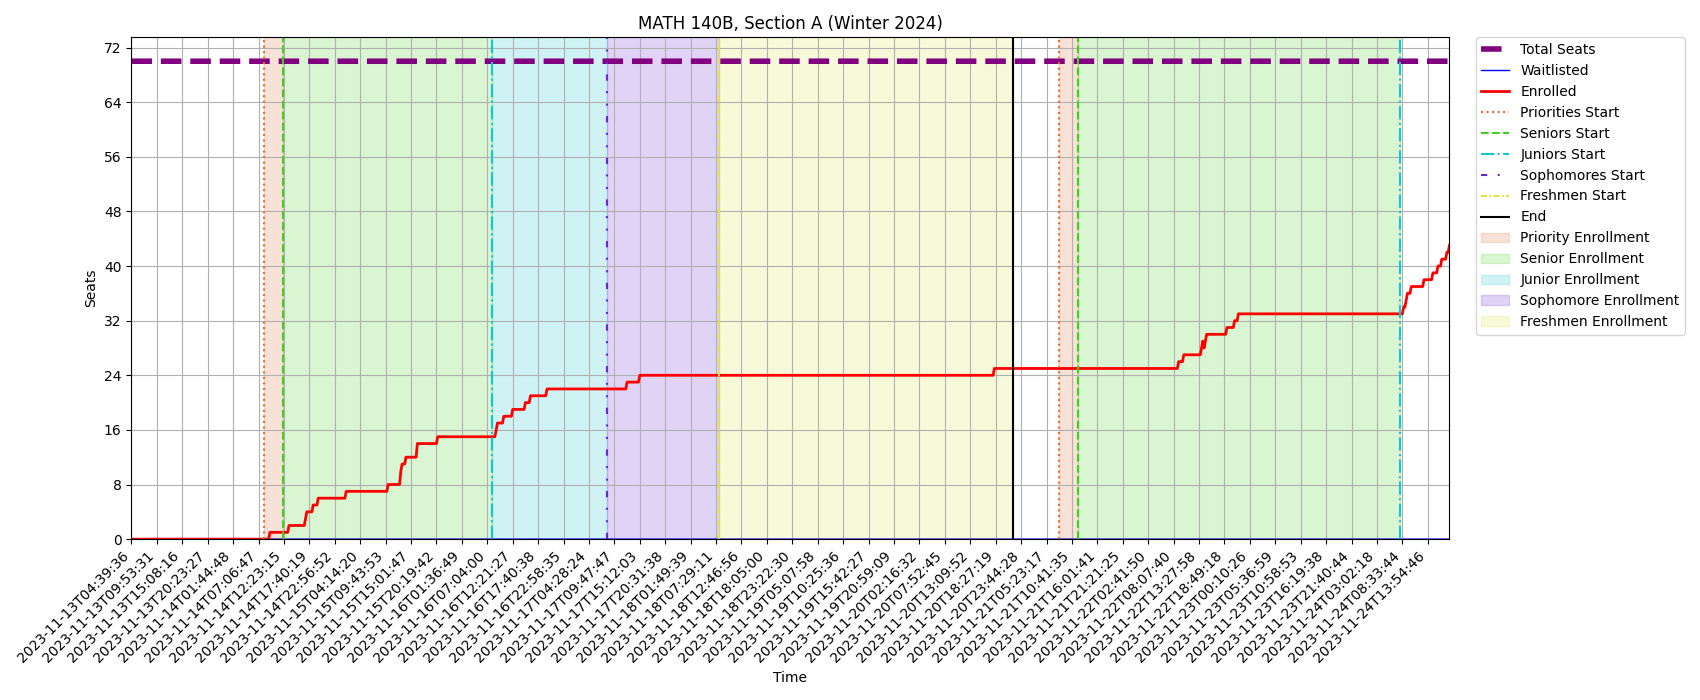 MATH 140B, Section A (Winter 2024)
Seats
72
64
56
48
40
32
24
16
8
0
2023-11-13T04:39:36
2023-11-13T09:53:31
2023-11-13T15:08:16
2023-11-13T20:23:27
2023-11-14T01:44:48
2023-11-14T07:06:47
2023-11-14T12:23:15
2023-11-14T17:40:19
2023-11-14T22:56:52
2023-11-15T04:14:20
2023-11-15T09:43:53
2023-11-15T15:01:47
2023-11-15T20:19:42
2023-11-16T01:36:49
2023-11-16T07:04:00
2023-11-16T12:21:27
2023-11-16T17:40:38
2023-11-16T22:58:35
2023-11-17T04:28:24
2023-11-17T09:47:47
2023-11-17T15:12:03
2023-11-17T20:31:38
2023-11-18T01:49:39
2023-11-18T07:29:11
2023-11-18T12:46:56
2023-11-18T18:05:00
2023-11-18T23:22:30
2023-11-19T05:07:58
2023-11-19T10:25:36
2023-11-19T15:42:27
2023-11-19T20:59:09
2023-11-20T02:16:32
2023-11-20T07:52:45
2023-11-20T13:09:52
2023-11-20T18:27:19
2023-11-20T23:44:28
2023-11-21T05:23:17
2023-11-21T10:41:35
2023-11-21T16:01:41
2023-11-21T21:21:25
2023-11-22T02:41:50
2023-11-22T08:07:40
2023-11-22T13:27:58
2023-11-22T18:49:18
2023-11-23T00:10:26
2023-11-23T05:36:59
2023-11-23T10:58:53
2023-11-23T16:19:38
2023-11-23T21:40:44
2023-11-24T03:02:18
2023-11-24T08:33:44
2023-11-24T13:54:46
Time
Total Seats
Waitlisted
Enrolled
Priorities Start
Seniors Start
Juniors Start
Sophomores Start
Freshmen Start
End
Priority Enrollment
Senior Enrollment
Junior Enrollment
Sophomore Enrollment
Freshmen Enrollment